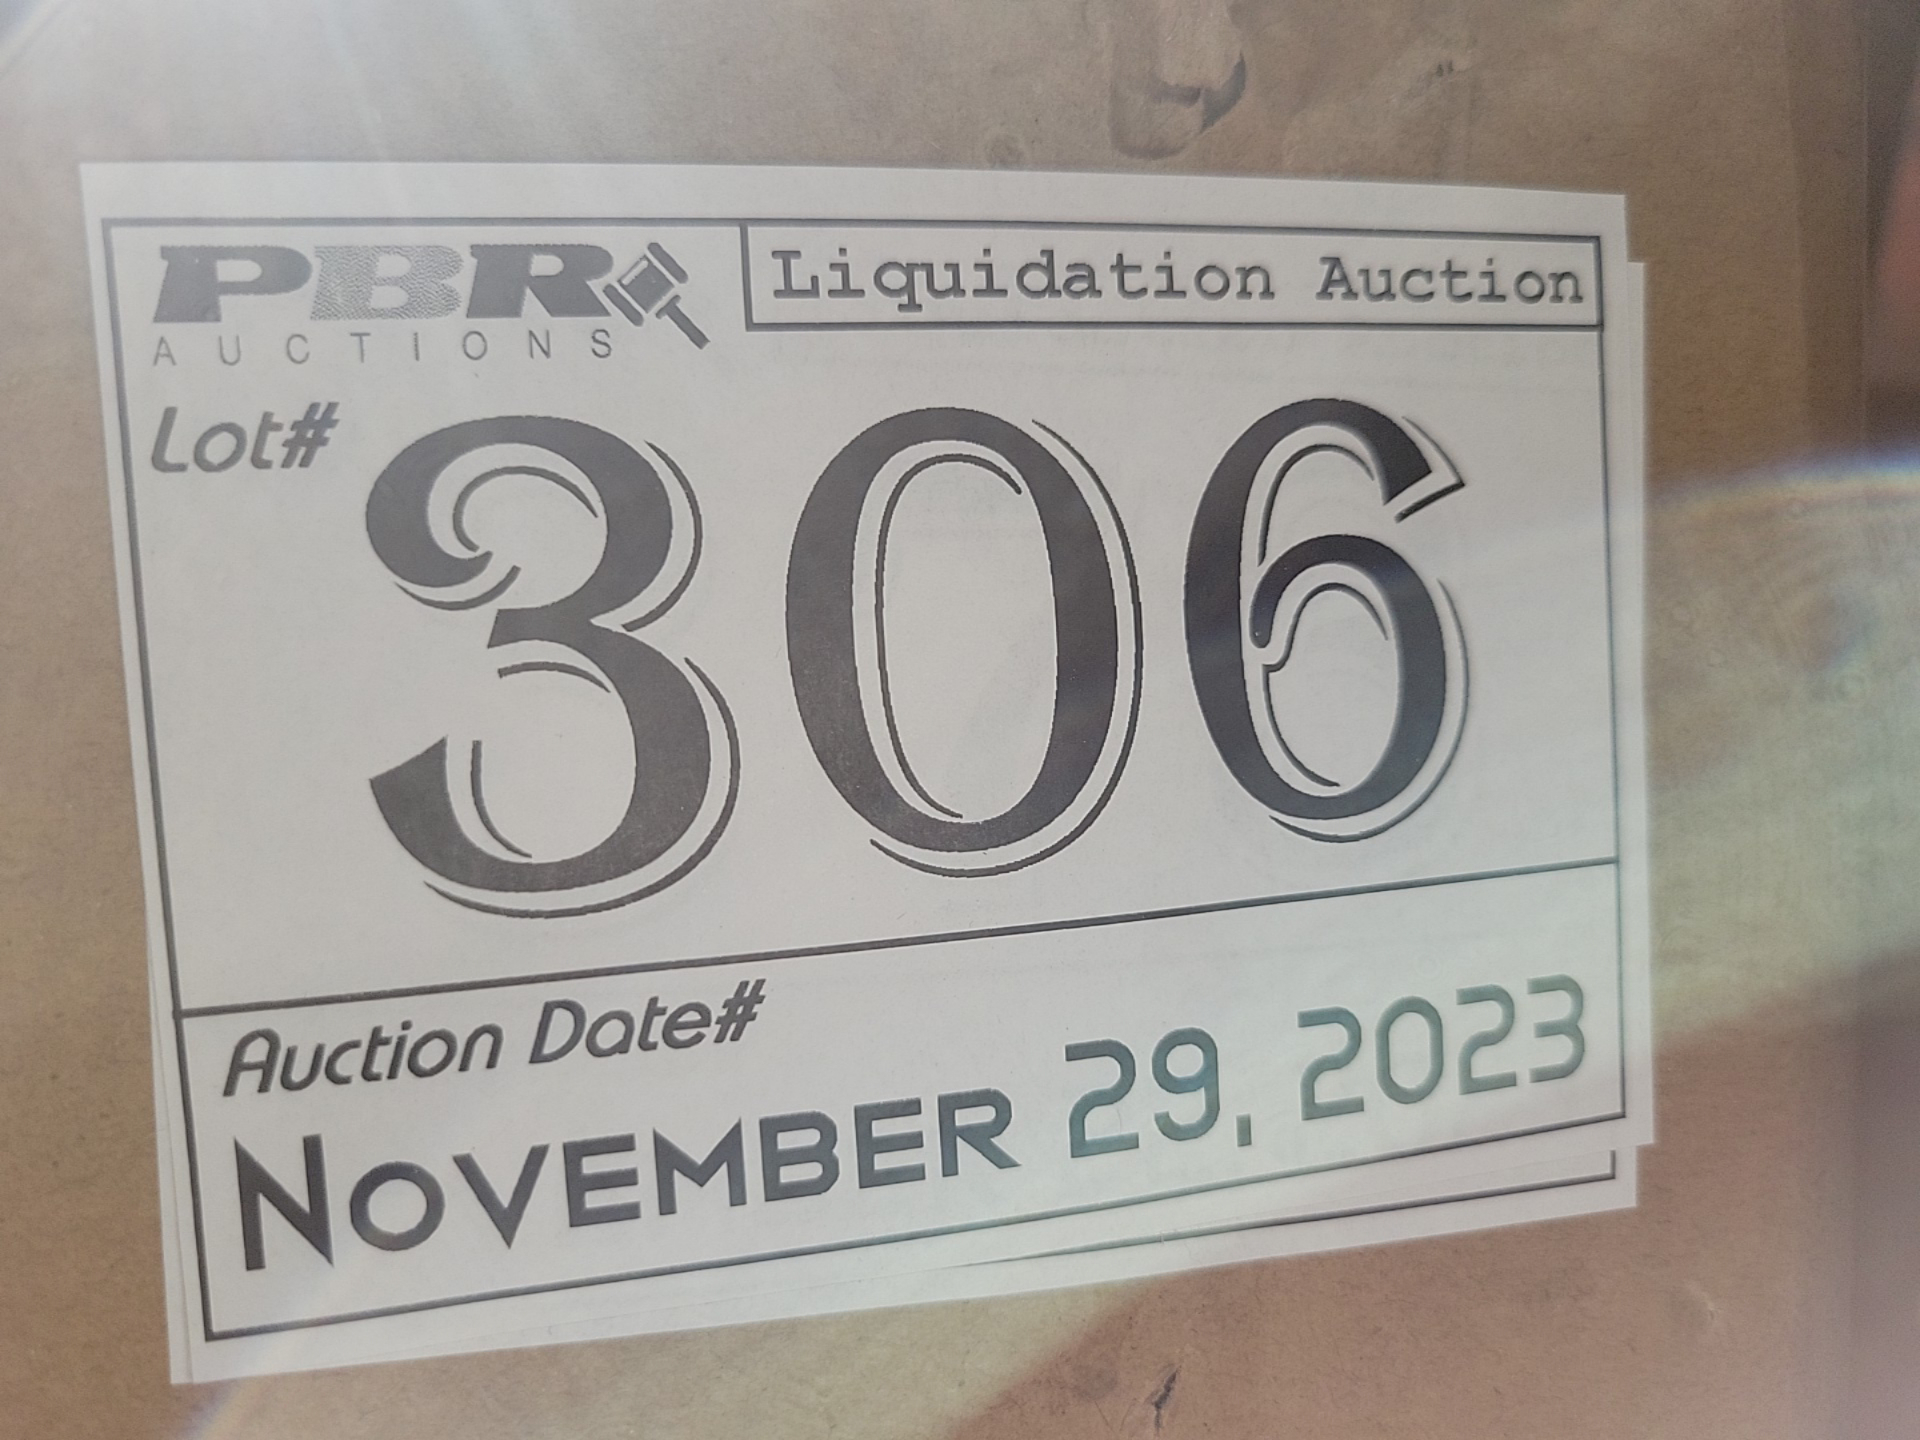 PBR
AUCTIONS
Liquidation Auction
Lot#
306
Auction Date#
NOVEMBER 29, 2023